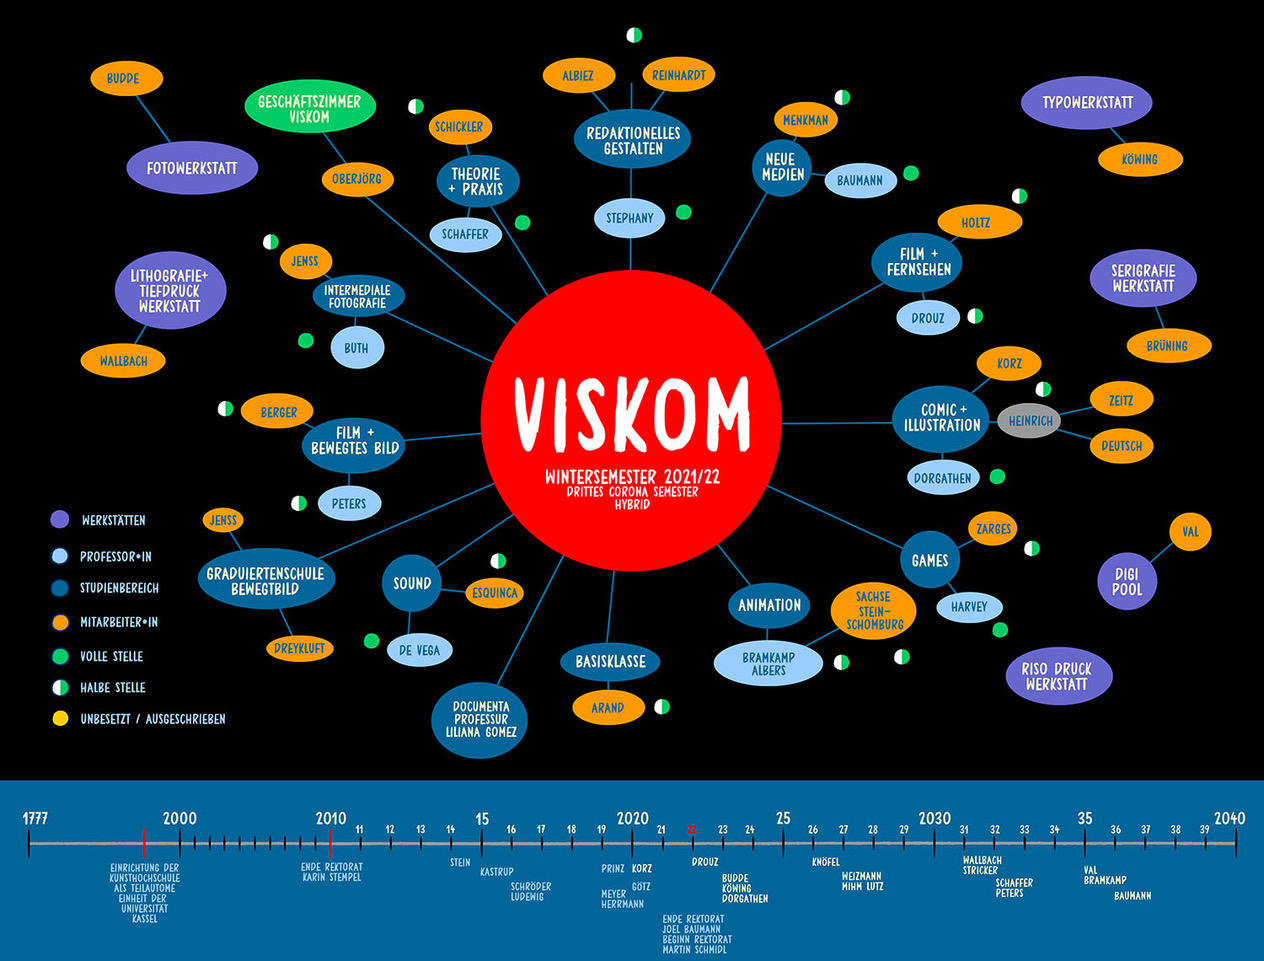 BUDDE
FOTOWERKSTATT
GESCHÄFTSZIMMER
VISKOM
OBERJÖRG
SCHICKLER
THEORIE
+ PRAXIS
SCHAFFER
ALBIEZ
REINHARDT
REDAKTIONELLES
GESTALTEN
STEPHANY
MENKMAN
NEUE
MEDIEN
BAUMANN
TYPOWERKSTATT
KÖWING
LITHOGRAFIE+
TIEFDRUCK
WERKSTATT
WALLBACH
JENSS
INTERMEDIALE
FOTOGRAFIE
BUTH
HOLTZ
FILM +
FERNSEHEN
DROUZ
SERIGRAFIE
WERKSTATT
BRÜNING
BERGER
FILM +
BEWEGTES BILD
PETERS
VISKOM
WINTERSEMESTER 2021/22
DRITTES CORONA SEMESTER
HYBRID
KORZ
COMIC +
ILLUSTRATION
HEINRICH
ZEITZ
DEUTSCH
DORGATHEN
WERKSTÄTTEN
PROFESSOR*IN
STUDIENBEREICH
MITARBEITER*IN
VOLLE STELLE
HALBE STELLE
UNBESETZT / AUSGESCHRIEBEN
JENSS
GRADUIERTENSCHULE
BEWEGTBILD
DREYKLUFT
SOUND
ESQUINCA
DE VEGA
DOCUMENTA
PROFESSUR
LILIANA GOMEZ
BASISKLASSE
ARAND
ANIMATION
BRAMKAMP
ALBERS
SACHSE
STEIN-
SCHOMBURG
ZARGES
GAMES
HARVEY
VAL
DIGI
POOL
RISO DRUCK
WERKSTATT
1777 2000 2010 11 12 13 14 15 16 17 18 19 2020 21 22 23 24 25 26 27 28 29 2030 31 32 33 34 35 36 37 38 39 2040
EINRICHTUNG DER
KUNSTHOCHSCHULE
ALS TEILAUTOME
EINHEIT DER
UNIVERSITÄT
KASSEL
ENDE REKTORAT
KARIN STEMPEL
STEIN
KASTRUP
SCHRÖDER
LUDEWIG
PRINZ
MEYER
HERRMANN
KORZ
GÖTZ
ENDE REKTORAT
JOEL BAUMANN
BEGINN REKTORAT
MARTIN SCHMIDL
DROUZ
BUDDE
KÖWING
DORGATHEN
KNÖFEL
WEIZMANN
MIHM LUTZ
WALLBACH
STRICKER
SCHAFFER
PETERS
VAL
BRAMKAMP
BAUMANN